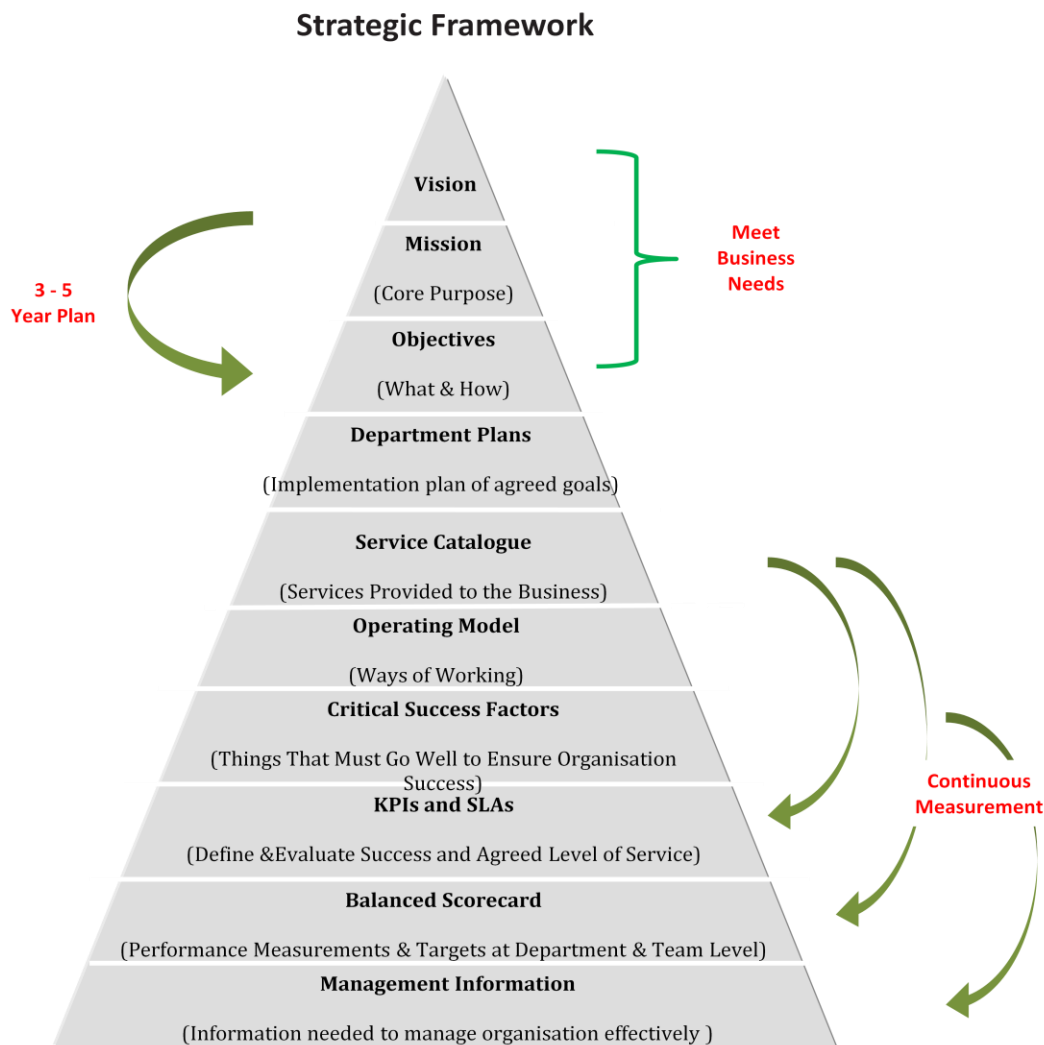 Strategic Framework
Vision
Mission
(Core Purpose)
Meet
Business
Needs
3 - 5
Year Plan
Objectives
(What & How)
Department Plans
(Implementation plan of agreed goals)
Service Catalogue
(Services Provided to the Business)
Operating Model
(Ways of Working)
Critical Success Factors
(Things That Must Go Well to Ensure Organisation
Success)
KPIs and SLAs
(Define &Evaluate Success and Agreed Level of Service)
Continuous
Measurement
Balanced Scorecard
(Performance Measurements & Targets at Department & Team Level)
Management Information
(Information needed to manage organisation effectively )